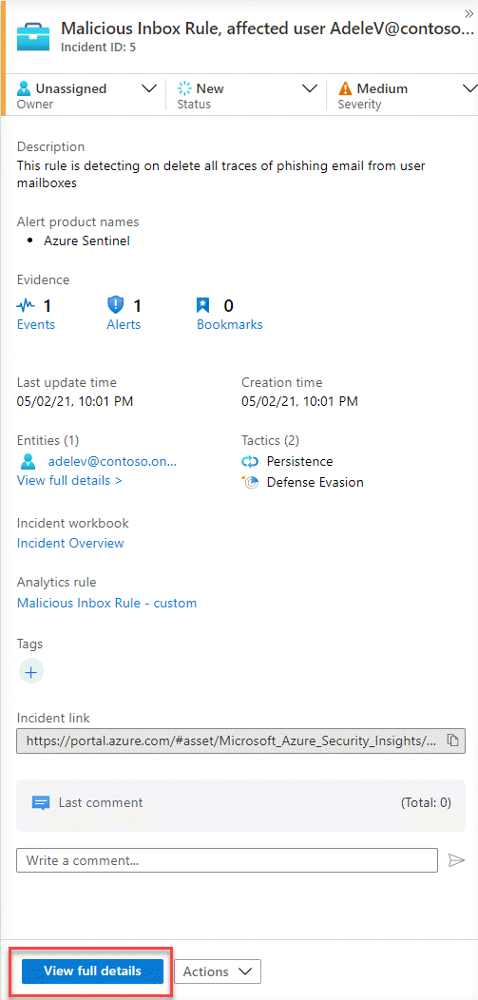 Malicious Inbox Rule, affected user AdeleV@contoso...
Incident ID: 5
Unassigned New Medium
Owner Status Severity
Description
This rule is detecting on delete all traces of phishing email from user
mailboxes
Alert product names
• Azure Sentinel
Evidence
1 1 0
Events Alerts Bookmarks
Last update time Creation time
05/02/21, 10:01 PM 05/02/21, 10:01 PM
Entities (1) Tactics (2)
adelev@contoso.on... Persistence
View full details > Defense Evasion
Incident workbook
Incident Overview
Analytics rule
Malicious Inbox Rule - custom
Tags
Incident link
https://portal.azure.com/#asset/Microsoft_Azure_Security_Insights/...
Last comment (Total: 0)
Write a comment...
View full details Actions